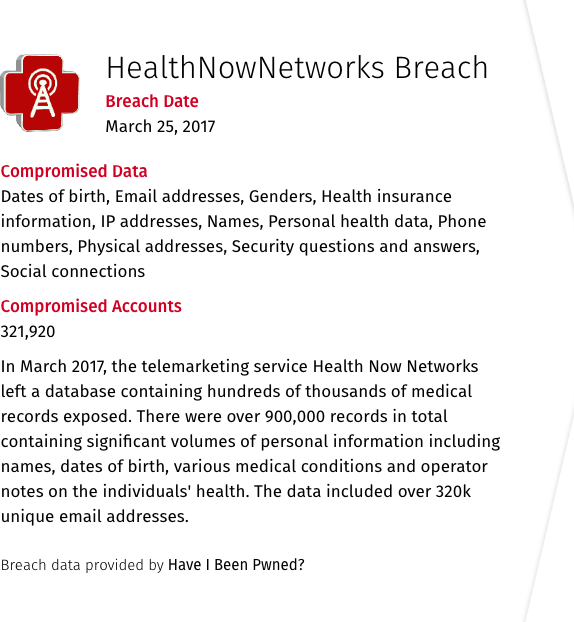 HealthNowNetworks Breach
Breach Date
March 25, 2017
Compromised Data
Dates of birth, Email addresses, Genders, Health insurance
information, IP addresses, Names, Personal health data, Phone
numbers, Physical addresses, Security questions and answers,
Social connections
Compromised Accounts
321,920
In March 2017, the telemarketing service Health Now Networks
left a database containing hundreds of thousands of medical
records exposed. There were over 900,000 records in total
containing significant volumes of personal information including
names, dates of birth, various medical conditions and operator
notes on the individuals' health. The data included over 320k
unique email addresses.
Breach data provided by Have I Been Pwned?